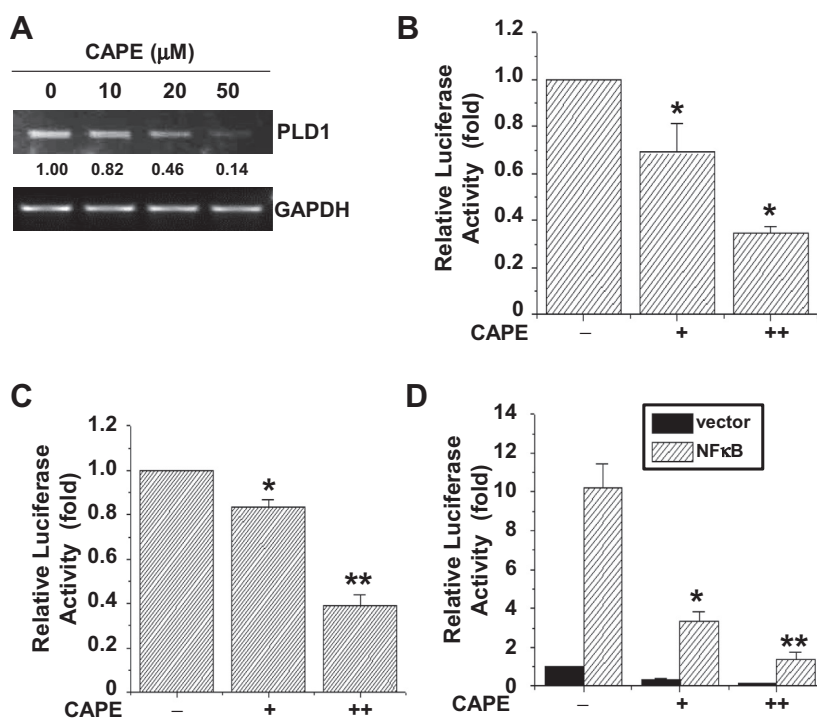 A
CAPE (μM)
0 10 20 50
PLD1
1.00 0.82 0.46 0.14
GAPDH
B
Relative Luciferase
Activity (fold)
1.2
1.0
0.8
0.6
0.4
0.2
0
CAPE – + ++
* *
C
Relative Luciferase
Activity (fold)
1.2
1.0
0.8
0.6
0.4
0.2
0
CAPE – + ++
* **
D
Relative Luciferase
Activity (fold)
14
12
10
8
6
4
2
0
vector
NFκB
* **
CAPE – + ++